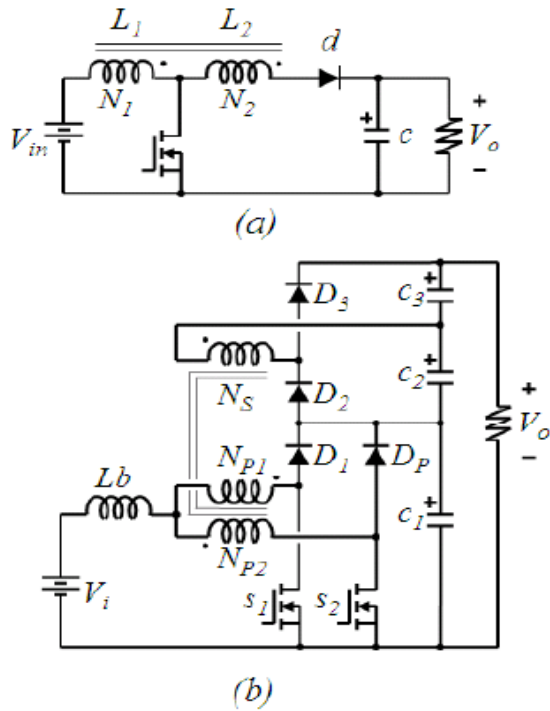 L1 L2 d
N1 N2
Vin + c + Vo −
(a)
D3 + c3
NS D2 + c2
+ Vo −
NP1 D1 DP
Lb + c1
NP2
Vi s1 s2
(b)